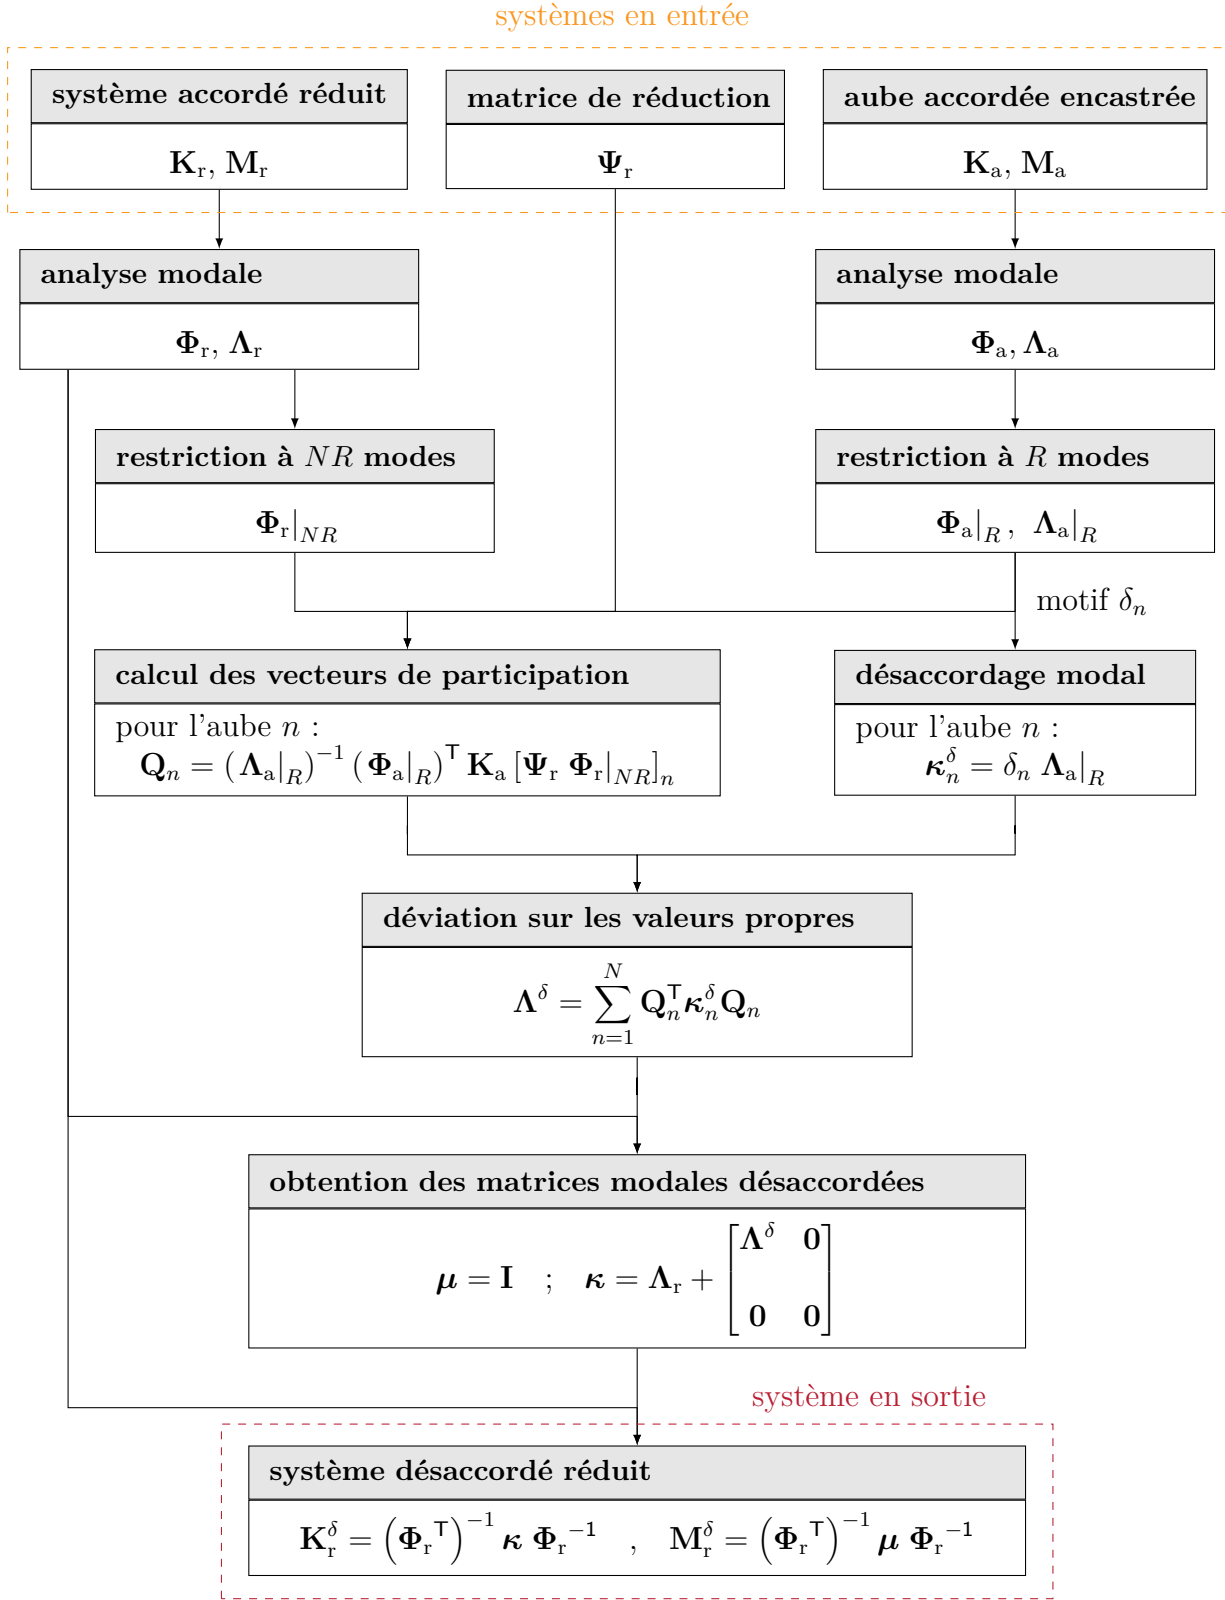 systèmes en entrée
système accordé réduit
K_r, M_r
matrice de réduction
Ψ_r
aube accordée encastrée
K_a, M_a
analyse modale
Φ_r, Λ_r
analyse modale
Φ_a, Λ_a
restriction à NR modes
Φ_r|_{NR}
restriction à R modes
Φ_a|_R , Λ_a|_R
motif δ_n
calcul des vecteurs de participation
pour l'aube n :
Q_n = (Λ_a|_R)^{-1} (Φ_a|_R)^T K_a [Ψ_r Φ_r|_{NR}]_n
désaccordage modal
pour l'aube n :
κ_n^δ = δ_n Λ_a|_R
déviation sur les valeurs propres
Λ^δ = ∑_{n=1}^{N} Q_n^T κ_n^δ Q_n
obtention des matrices modales désaccordées
μ = I ; κ = Λ_r + [Λ^δ 0
0 0]
système en sortie
système désaccordé réduit
K_r^δ = (Φ_r^T)^{-1} κ Φ_r^{-1} , M_r^δ = (Φ_r^T)^{-1} μ Φ_r^{-1}